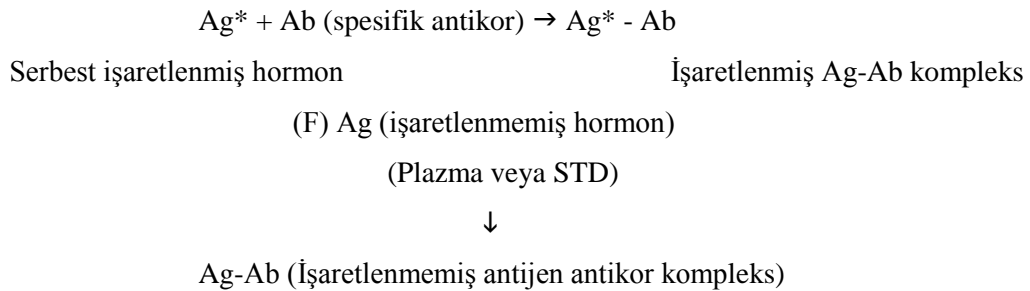 Ag* + Ab (spesifik antikor) → Ag* - Ab
Serbest işaretlenmiş hormon İşaretlenmiş Ag-Ab kompleks
(F) Ag (işaretlenmemiş hormon)
(Plazma veya STD)
↓
Ag-Ab (İşaretlenmemiş antijen antikor kompleks)